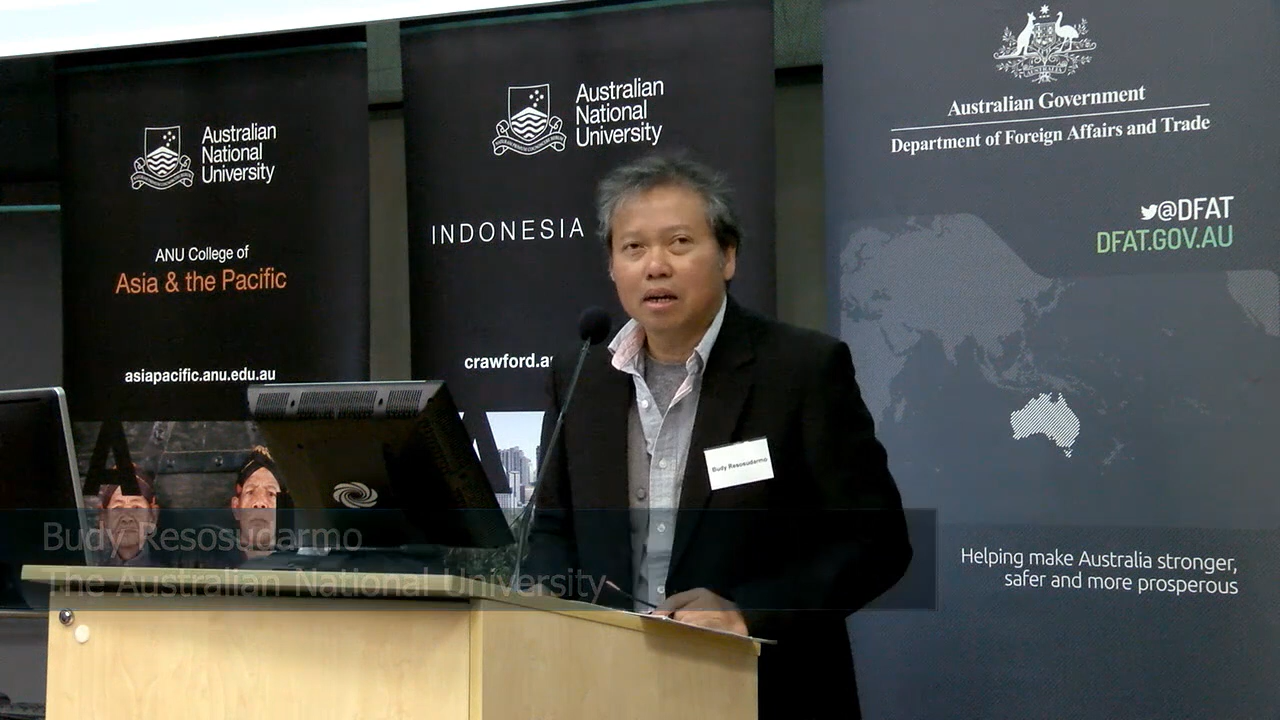 Australian
National
University
ANU College of
Asia & the Pacific
asiapacific.anu.edu.au
Australian
National
University
INDONESIA
crawford.a
Australian Government
Department of Foreign Affairs and Trade
@DFAT
DFAT.GOV.AU
Helping make Australia stronger,
safer and more prosperous
Budy Resosudarmo
Budy Resosudarmo
The Australian National University